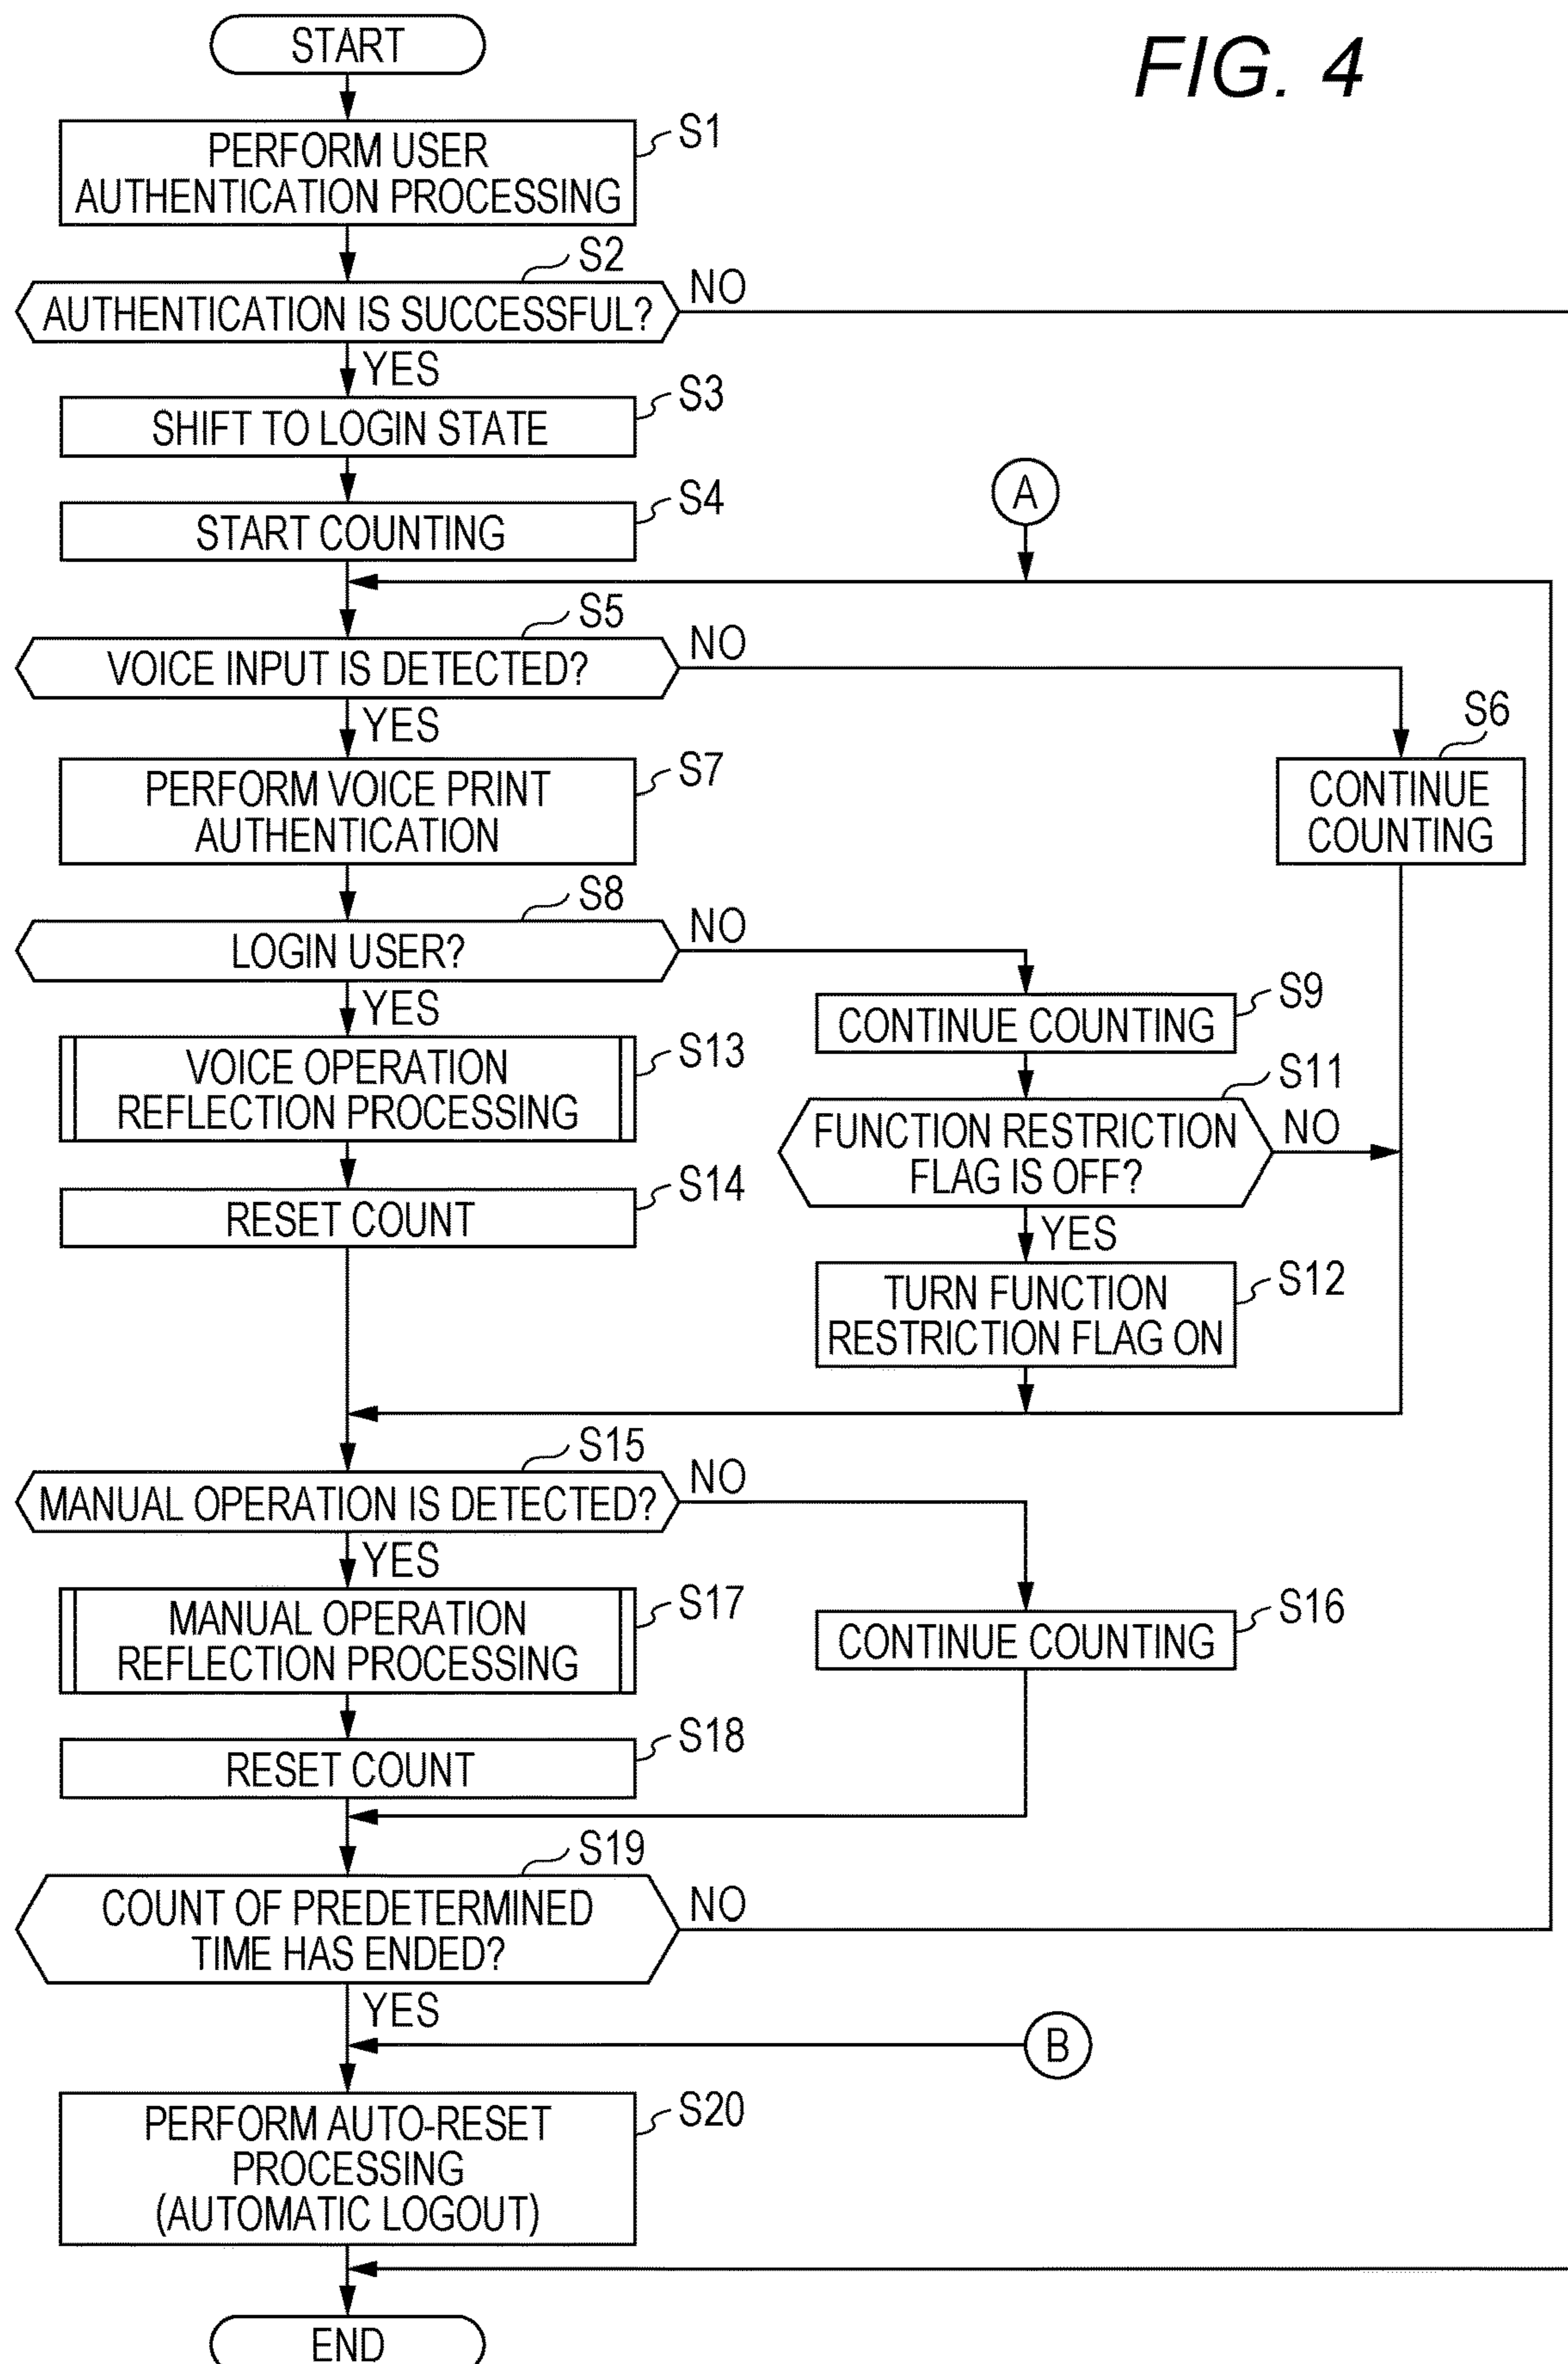 FIG. 4
START
S1
PERFORM USER
AUTHENTICATION PROCESSING
S2
AUTHENTICATION IS SUCCESSFUL?
NO
YES
S3
SHIFT TO LOGIN STATE
S4
START COUNTING
A
S5
VOICE INPUT IS DETECTED?
NO
YES
S6
CONTINUE
COUNTING
S7
PERFORM VOICE PRINT
AUTHENTICATION
S8
LOGIN USER?
NO
YES
S9
CONTINUE COUNTING
S11
FUNCTION RESTRICTION
FLAG IS OFF?
NO
YES
S12
TURN FUNCTION
RESTRICTION FLAG ON
S13
VOICE OPERATION
REFLECTION PROCESSING
S14
RESET COUNT
S15
MANUAL OPERATION IS DETECTED?
NO
YES
S16
CONTINUE COUNTING
S17
MANUAL OPERATION
REFLECTION PROCESSING
S18
RESET COUNT
S19
COUNT OF PREDETERMINED
TIME HAS ENDED?
NO
YES
B
S20
PERFORM AUTO-RESET
PROCESSING
(AUTOMATIC LOGOUT)
END